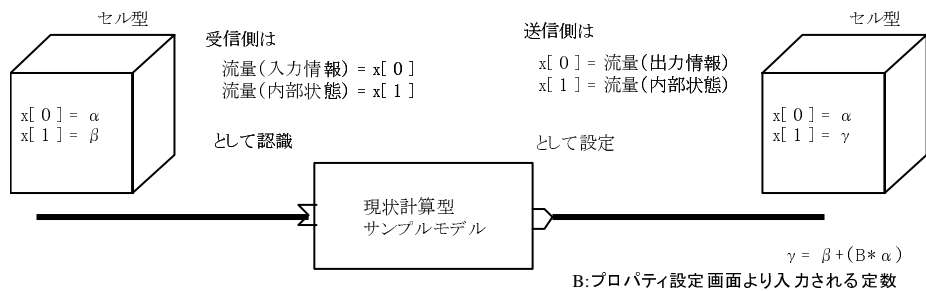 セル型
x[ 0 ] = α
x[ 1 ] = β
受信側は
流量(入力情報) = x[ 0 ]
流量(内部状態) = x[ 1 ]
として認識
送信側は
x[ 0 ] = 流量(出力情報)
x[ 1 ] = 流量(内部状態)
として設定
セル型
x[ 0 ] = α
x[ 1 ] = γ
現状計算型
サンプルモデル
γ = β+(B* α)
B:プロパティ設定画面より入力される定数